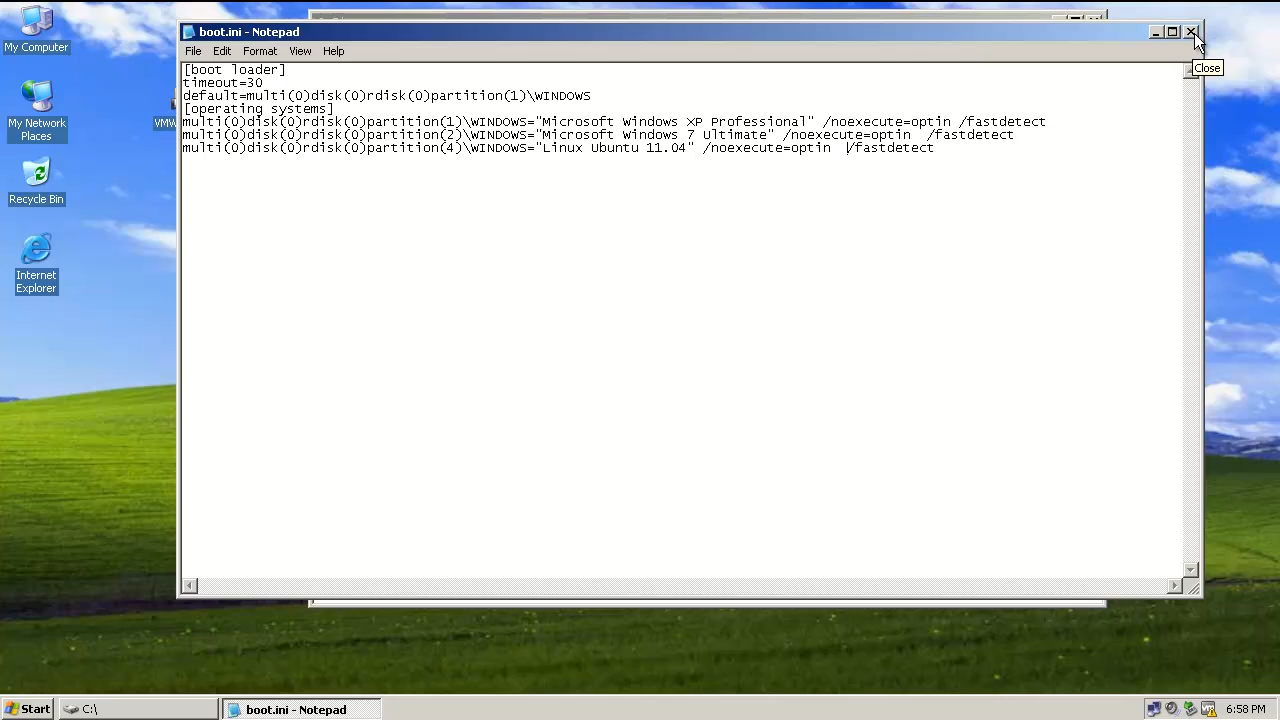 boot.ini - Notepad
File Edit Format View Help
Close
[boot loader]
timeout=30
default=multi(0)disk(0)rdisk(0)partition(1)\WINDOWS
[operating systems]
multi(0)disk(0)rdisk(0)partition(1)\WINDOWS="Microsoft Windows XP Professional" /noexecute=optin /fastdetect
multi(0)disk(0)rdisk(0)partition(2)\WINDOWS="Microsoft Windows 7 Ultimate" /noexecute=optin  /fastdetect
multi(0)disk(0)rdisk(0)partition(4)\WINDOWS="Linux Ubuntu 11.04" /noexecute=optin  /fastdetect
My Computer
My Network
Places
VMW
Recycle Bin
Internet
Explorer
Start
C:\
boot.ini - Notepad
6:58 PM